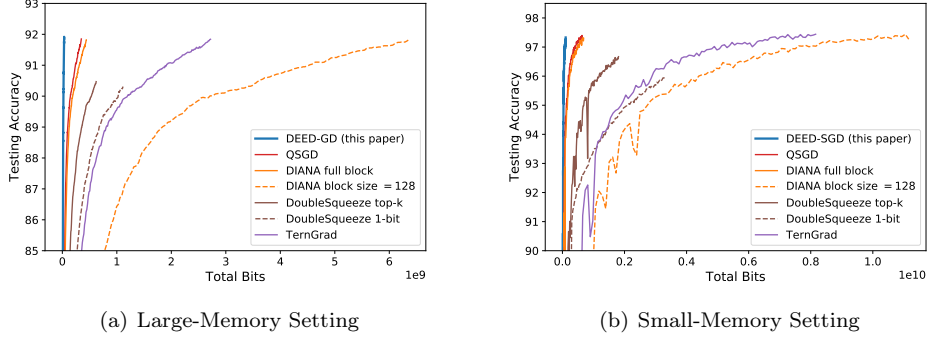 93
92
91
90
89
88
87
86
85
Testing Accuracy
DEED-GD (this paper)
QSGD
DIANA full block
DIANA block size = 128
DoubleSqueeze top-k
DoubleSqueeze 1-bit
TernGrad
0 1 2 3 4 5 6
1e9
Total Bits
(a) Large-Memory Setting
98
97
96
95
94
93
92
91
90
Testing Accuracy
DEED-SGD (this paper)
QSGD
DIANA full block
DIANA block size = 128
DoubleSqueeze top-k
DoubleSqueeze 1-bit
TernGrad
0.0 0.2 0.4 0.6 0.8 1.0
1e10
Total Bits
(b) Small-Memory Setting